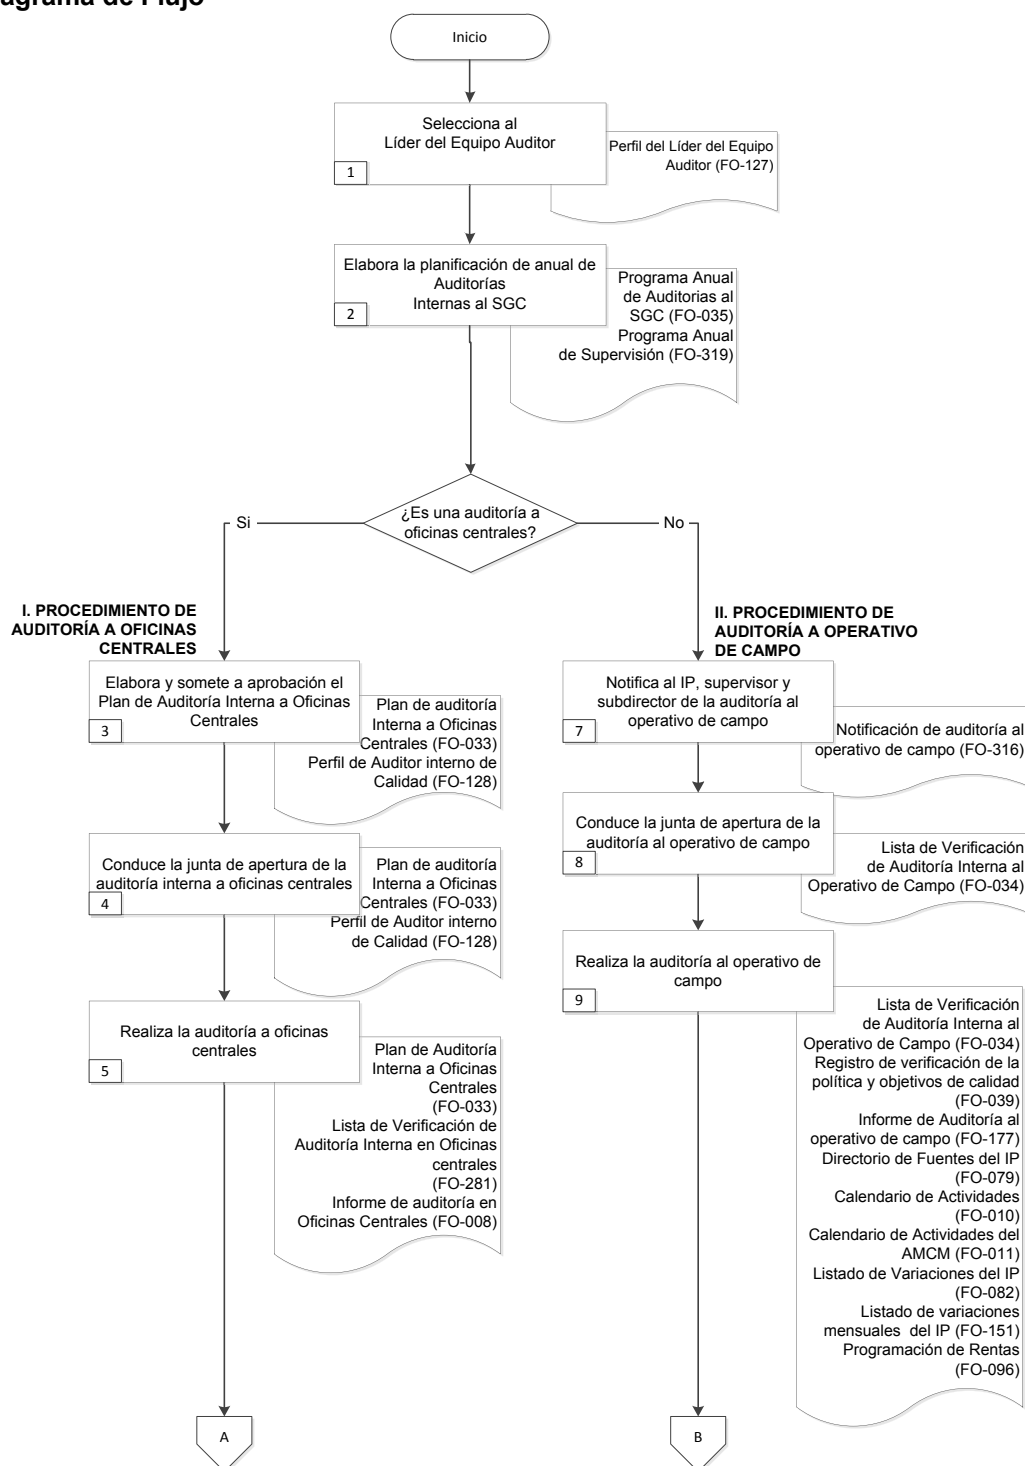 agrama de Flujo
Inicio
Selecciona al
Líder del Equipo Auditor
1
Perfil del Líder del Equipo
Auditor (FO-127)
Elabora la planificación de anual de
Auditorías
Internas al SGC
2
Programa Anual
de Auditorias al
SGC (FO-035)
Programa Anual
de Supervisión (FO-319)
¿Es una auditoría a
oficinas centrales?
Si
No
I. PROCEDIMIENTO DE
AUDITORÍA A OFICINAS
CENTRALES
II. PROCEDIMIENTO DE
AUDITORÍA A OPERATIVO
DE CAMPO
Elabora y somete a aprobación el
Plan de Auditoría Interna a Oficinas
Centrales
3
Plan de auditoría
Interna a Oficinas
Centrales (FO-033)
Perfil de Auditor interno de
Calidad (FO-128)
Notifica al IP, supervisor y
subdirector de la auditoría al
operativo de campo
7
Notificación de auditoría al
operativo de campo (FO-316)
Conduce la junta de apertura de la
auditoría interna a oficinas centrales
4
Plan de auditoría
Interna a Oficinas
Centrales (FO-033)
Perfil de Auditor interno
de Calidad (FO-128)
Conduce la junta de apertura de la
auditoría al operativo de campo
8
Lista de Verificación
de Auditoría Interna al
Operativo de Campo (FO-034)
Realiza la auditoría a oficinas
centrales
5
Plan de Auditoría
Interna a Oficinas
Centrales
(FO-033)
Lista de Verificación de
Auditoría Interna en Oficinas
centrales
(FO-281)
Informe de auditoría en
Oficinas Centrales (FO-008)
Realiza la auditoría al operativo de
campo
9
Lista de Verificación
de Auditoría Interna al
Operativo de Campo (FO-034)
Registro de verificación de la
política y objetivos de calidad
(FO-039)
Informe de Auditoría al
operativo de campo (FO-177)
Directorio de Fuentes del IP
(FO-079)
Calendario de Actividades
(FO-010)
Calendario de Actividades del
AMCM (FO-011)
Listado de Variaciones del IP
(FO-082)
Listado de variaciones
mensuales  del IP (FO-151)
Programación de Rentas
(FO-096)
A
B